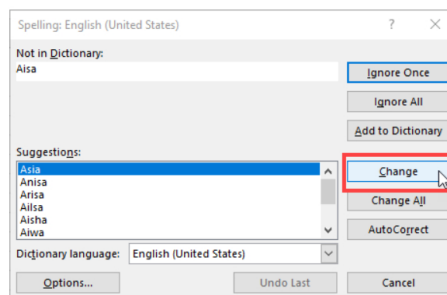 Spelling: English (United States) ? ×
Not in Dictionary:
Aisa
Ignore Once
Ignore All
Add to Dictionary
Suggestions:
Asia
Anisa
Arisa
Ailsa
Aisha
Aiwa
Change
Change All
AutoCorrect
Dictionary language: English (United States)
Options... Undo Last Cancel